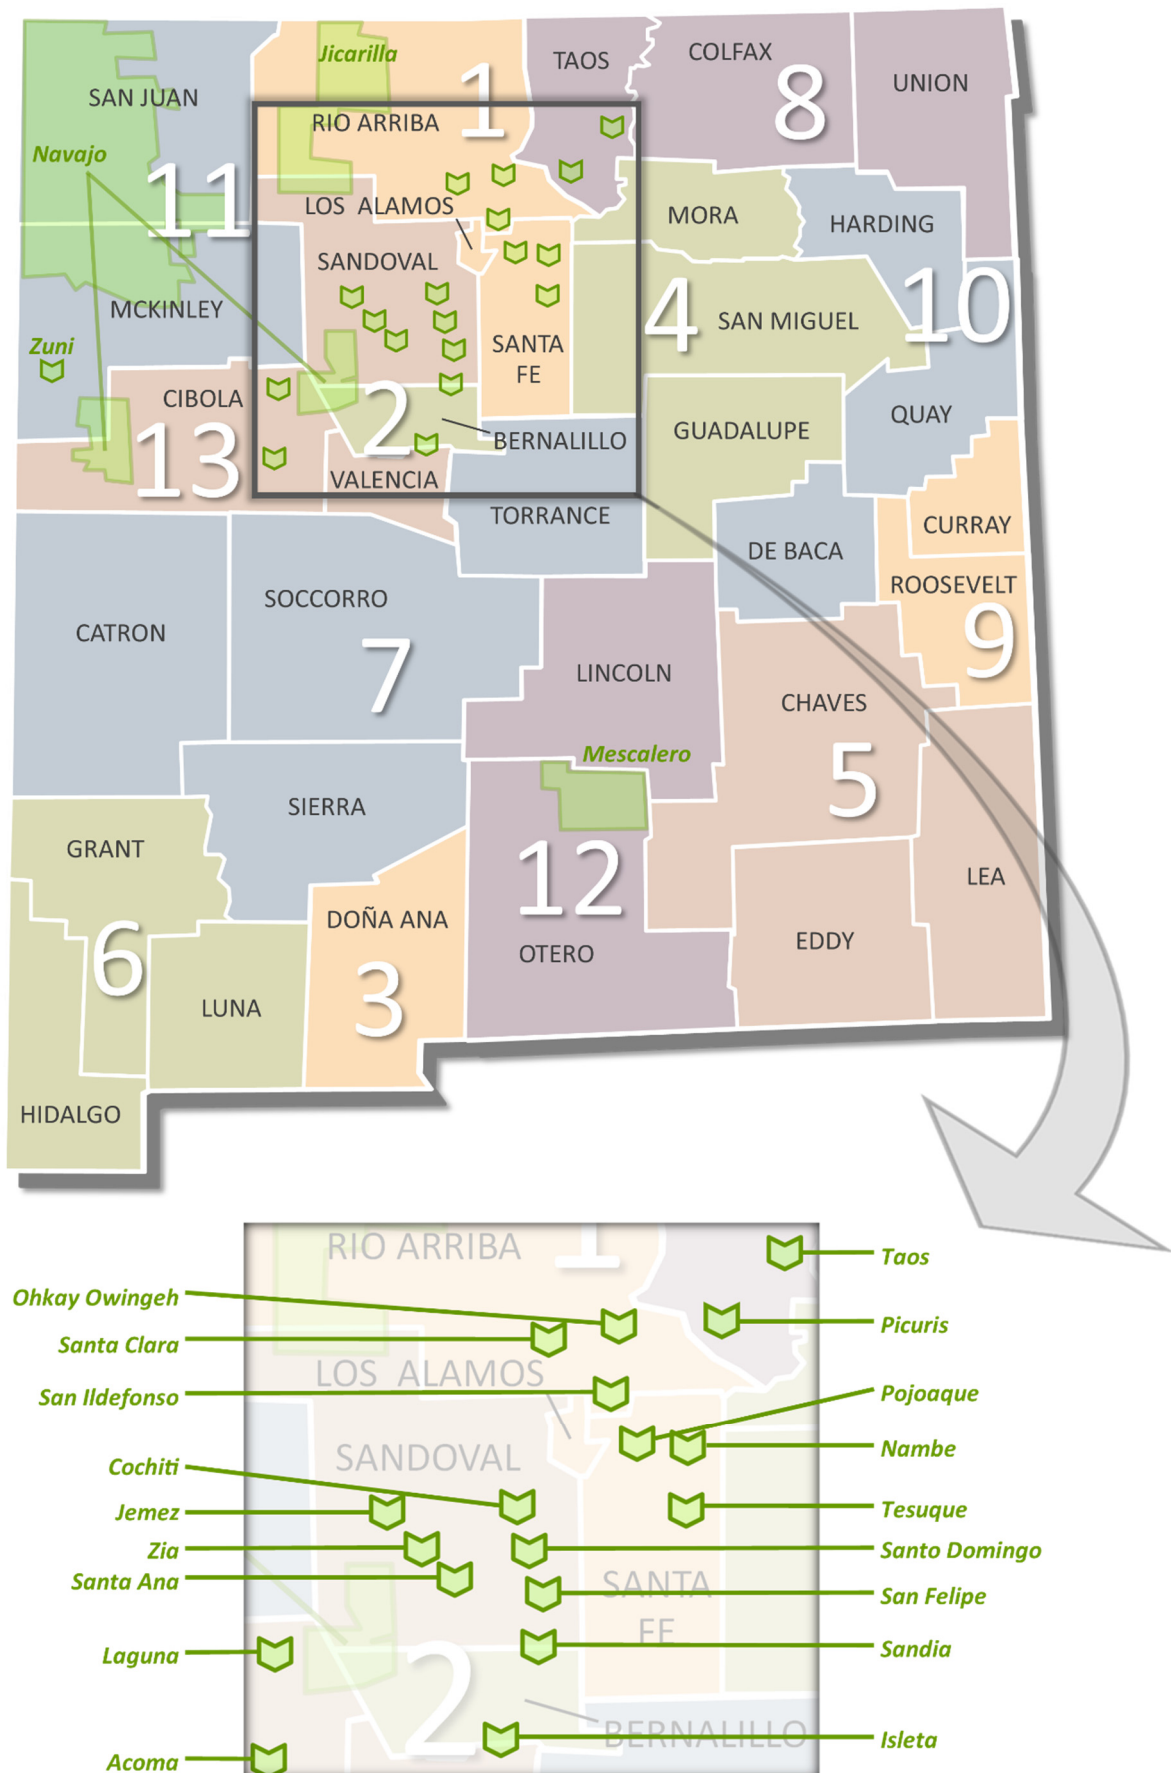 Jicarilla
TAOS
COLFAX
UNION
SAN JUAN
1
8
RIO ARRIBA
Navajo
11
LOS ALAMOS
MORA
HARDING
SANDOVAL
MCKINLEY
4
SAN MIGUEL
10
Zuni
SANTA
FE
CIBOLA
2
BERNALILLO
GUADALUPE
QUAY
13
VALENCIA
TORRANCE
CURRAY
DE BACA
ROOSEVELT
SOCCORRO
CATRON
9
7
LINCOLN
CHAVES
Mescalero
5
SIERRA
GRANT
12
LEA
DOÑA ANA
OTERO
EDDY
6
3
LUNA
HIDALGO
RIO ARRIBA
1
Taos
Ohkay Owingeh
Picuris
Santa Clara
LOS ALAMOS
San Ildefonso
Pojoaque
Nambe
SANDOVAL
Cochiti
Jemez
Tesuque
Zia
Santo Domingo
Santa Ana
SANTA
FE
San Felipe
Laguna
Sandia
2
BERNALILLO
Isleta
Acoma